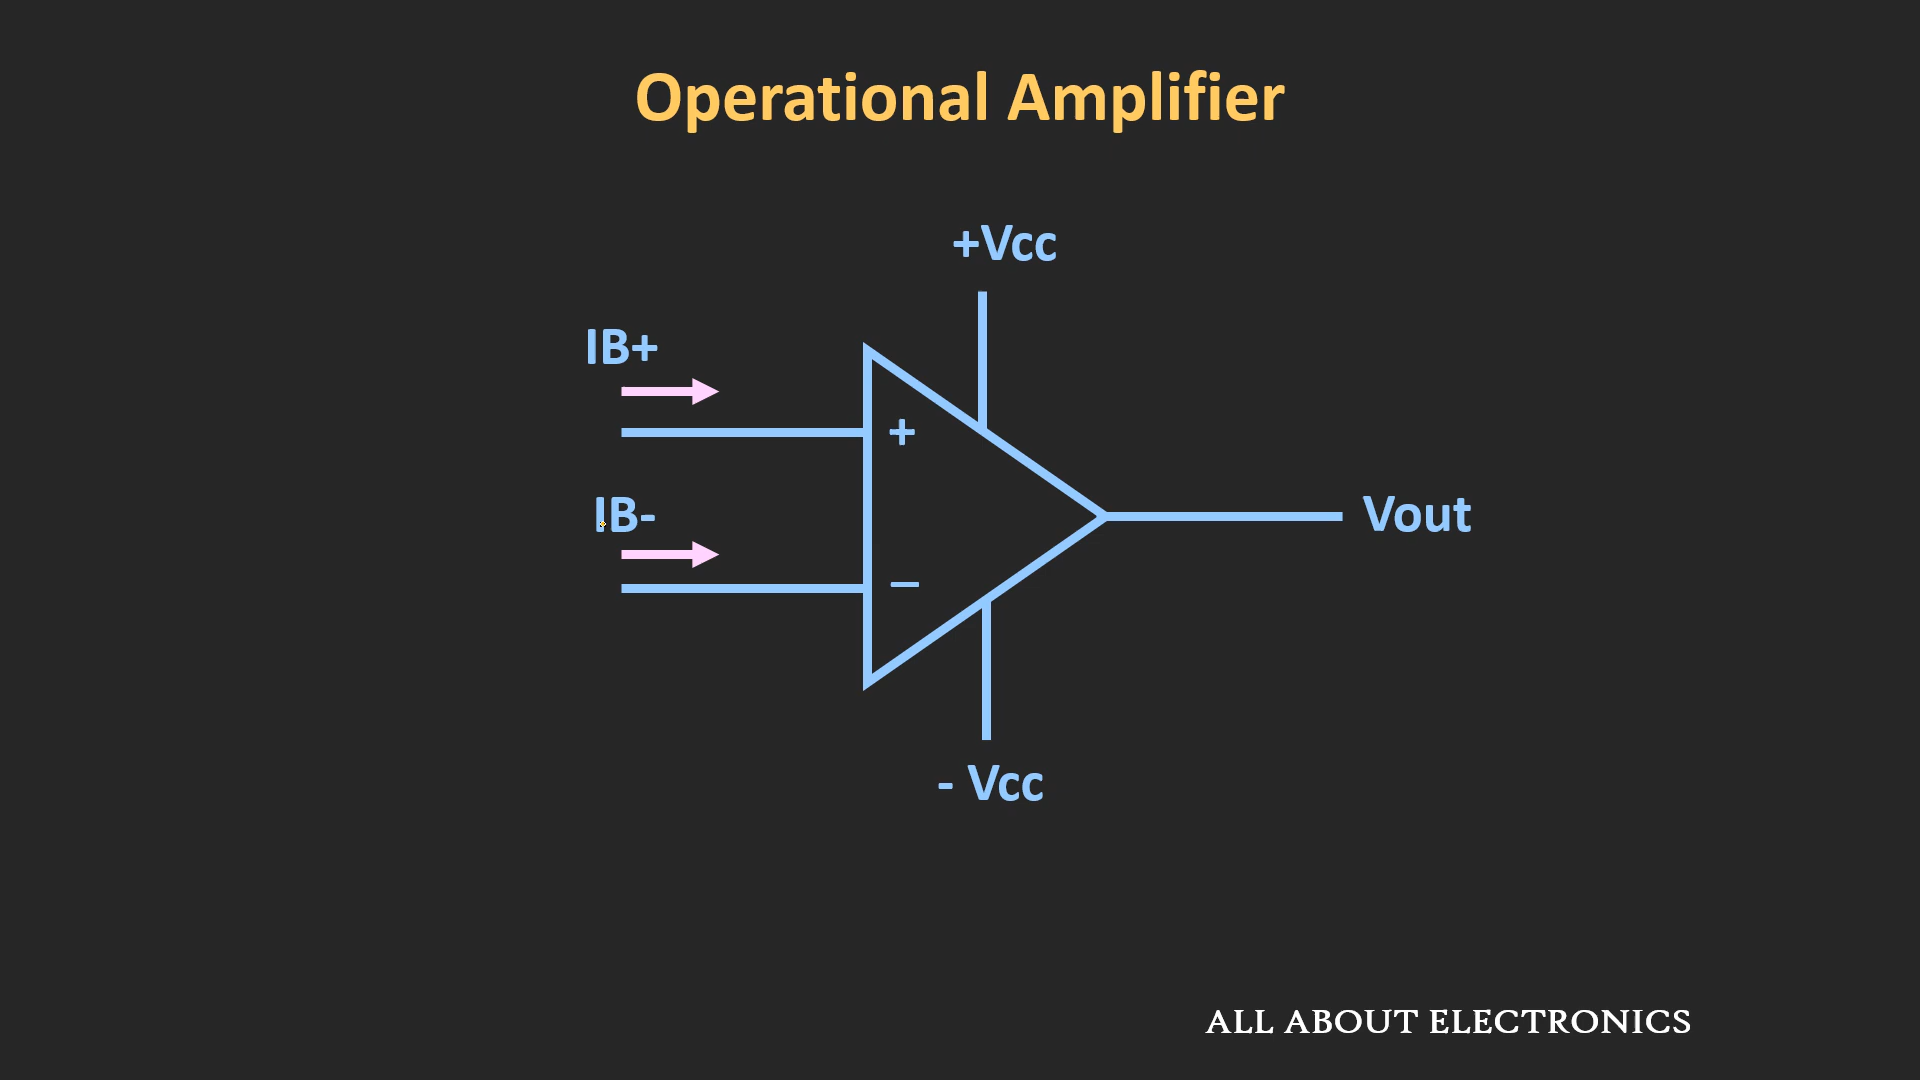 Operational Amplifier
+Vcc
IB+
+
IB-
Vout
–
- Vcc
ALL ABOUT ELECTRONICS